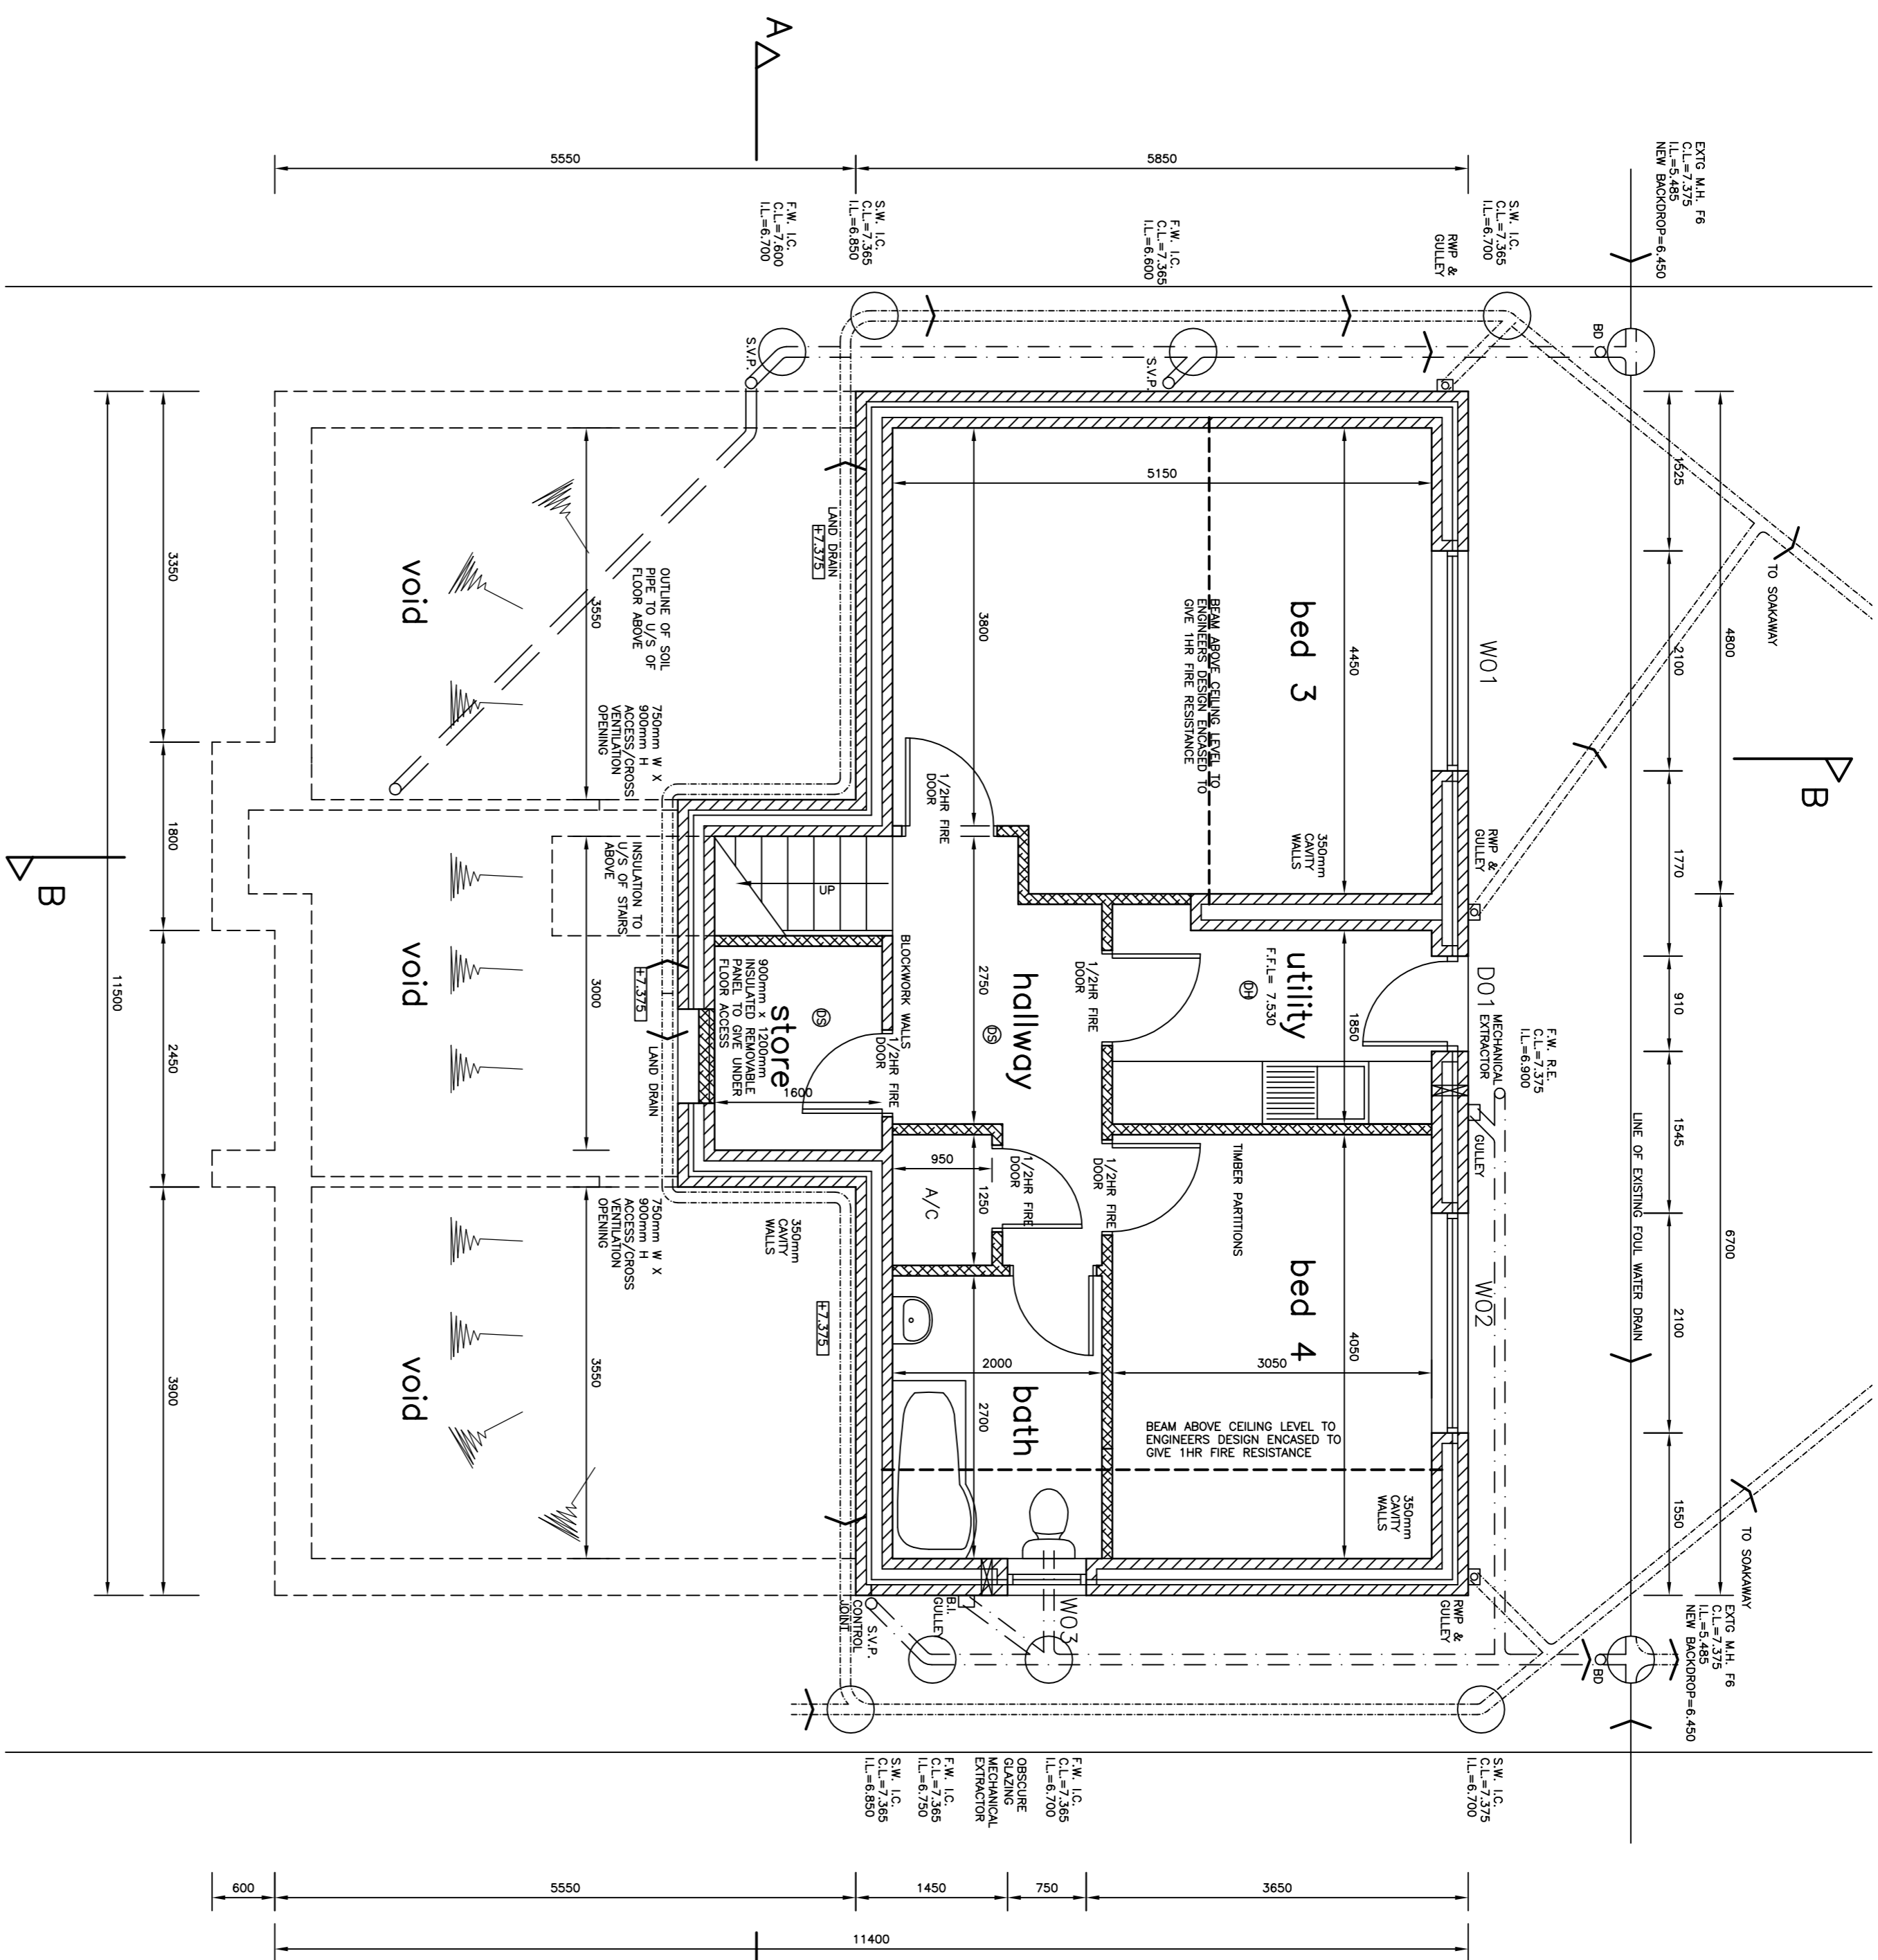 A
5550
5850
EXTG M.H. F6
C.L.=7.375
I.L.=5.485
NEW BACKDROP=6.450
S.W. I.C.
C.L.=7.365
I.L.=6.700
RWP &
GULLEY
F.W. I.C.
C.L.=7.365
I.L.=6.600
S.W. I.C.
C.L.=7.365
I.L.=6.850
F.W. I.C.
C.L.=7.600
I.L.=6.700
BD
S.V.P.
S.V.P.
1525
2100
1770
910
1545
2100
1550
4800
6700
TO SOAKAWAY
B
LINE OF EXISTING FOUL WATER DRAIN
TO SOAKAWAY
EXTG M.H. F6
C.L.=7.375
I.L.=5.485
NEW BACKDROP=6.450
BD
W01
RWP &
GULLEY
D01
MECHANICAL
EXTRACTOR
F.W. R.E.
C.L.=7.375
I.L.=6.900
GULLEY
W02
RWP &
GULLEY
bed 3
4450
5150
3800
BEAM ABOVE CEILING LEVEL TO
ENGINEERS DESIGN ENCASED TO
GIVE 1HR FIRE RESISTANCE
350mm
CAVITY
WALLS
1/2HR FIRE
DOOR
utility
F.F.L= 7.530
DH
1850
1/2HR FIRE
DOOR
hallway
DS
2750
BLOCKWORK WALLS
UP
store
DS
900mm x 1200mm
INSULATED REMOVABLE
PANEL TO GIVE UNDER
FLOOR ACCESS
1600
1/2HR FIRE
DOOR
A/C
950
1250
1/2HR FIRE
DOOR
1/2HR FIRE
DOOR
TIMBER PARTITIONS
bed 4
4050
3050
BEAM ABOVE CEILING LEVEL TO
ENGINEERS DESIGN ENCASED TO
GIVE 1HR FIRE RESISTANCE
350mm
CAVITY
WALLS
bath
2000
2700
W03
B.I.
GULLEY
S.V.P.
CONTROL
JOINT
LAND DRAIN
+7.375
OUTLINE OF SOIL
PIPE TO U/S OF
FLOOR ABOVE
3550
void
750mm W X
900mm H
ACCESS/CROSS
VENTILATION
OPENING
INSULATION TO
U/S OF STAIRS
ABOVE
3000
+7.375
LAND DRAIN
void
750mm W X
900mm H
ACCESS/CROSS
VENTILATION
OPENING
350mm
CAVITY
WALLS
+7.375
3550
void
3350
1800
2450
3900
11500
B
S.W. I.C.
C.L.=7.375
I.L.=6.700
F.W. I.C.
C.L.=7.365
I.L.=6.700
OBSCURE
GLAZING
MECHANICAL
EXTRACTOR
F.W. I.C.
C.L.=7.365
I.L.=6.750
S.W. I.C.
C.L.=7.365
I.L.=6.850
600
5550
1450
750
3650
11400